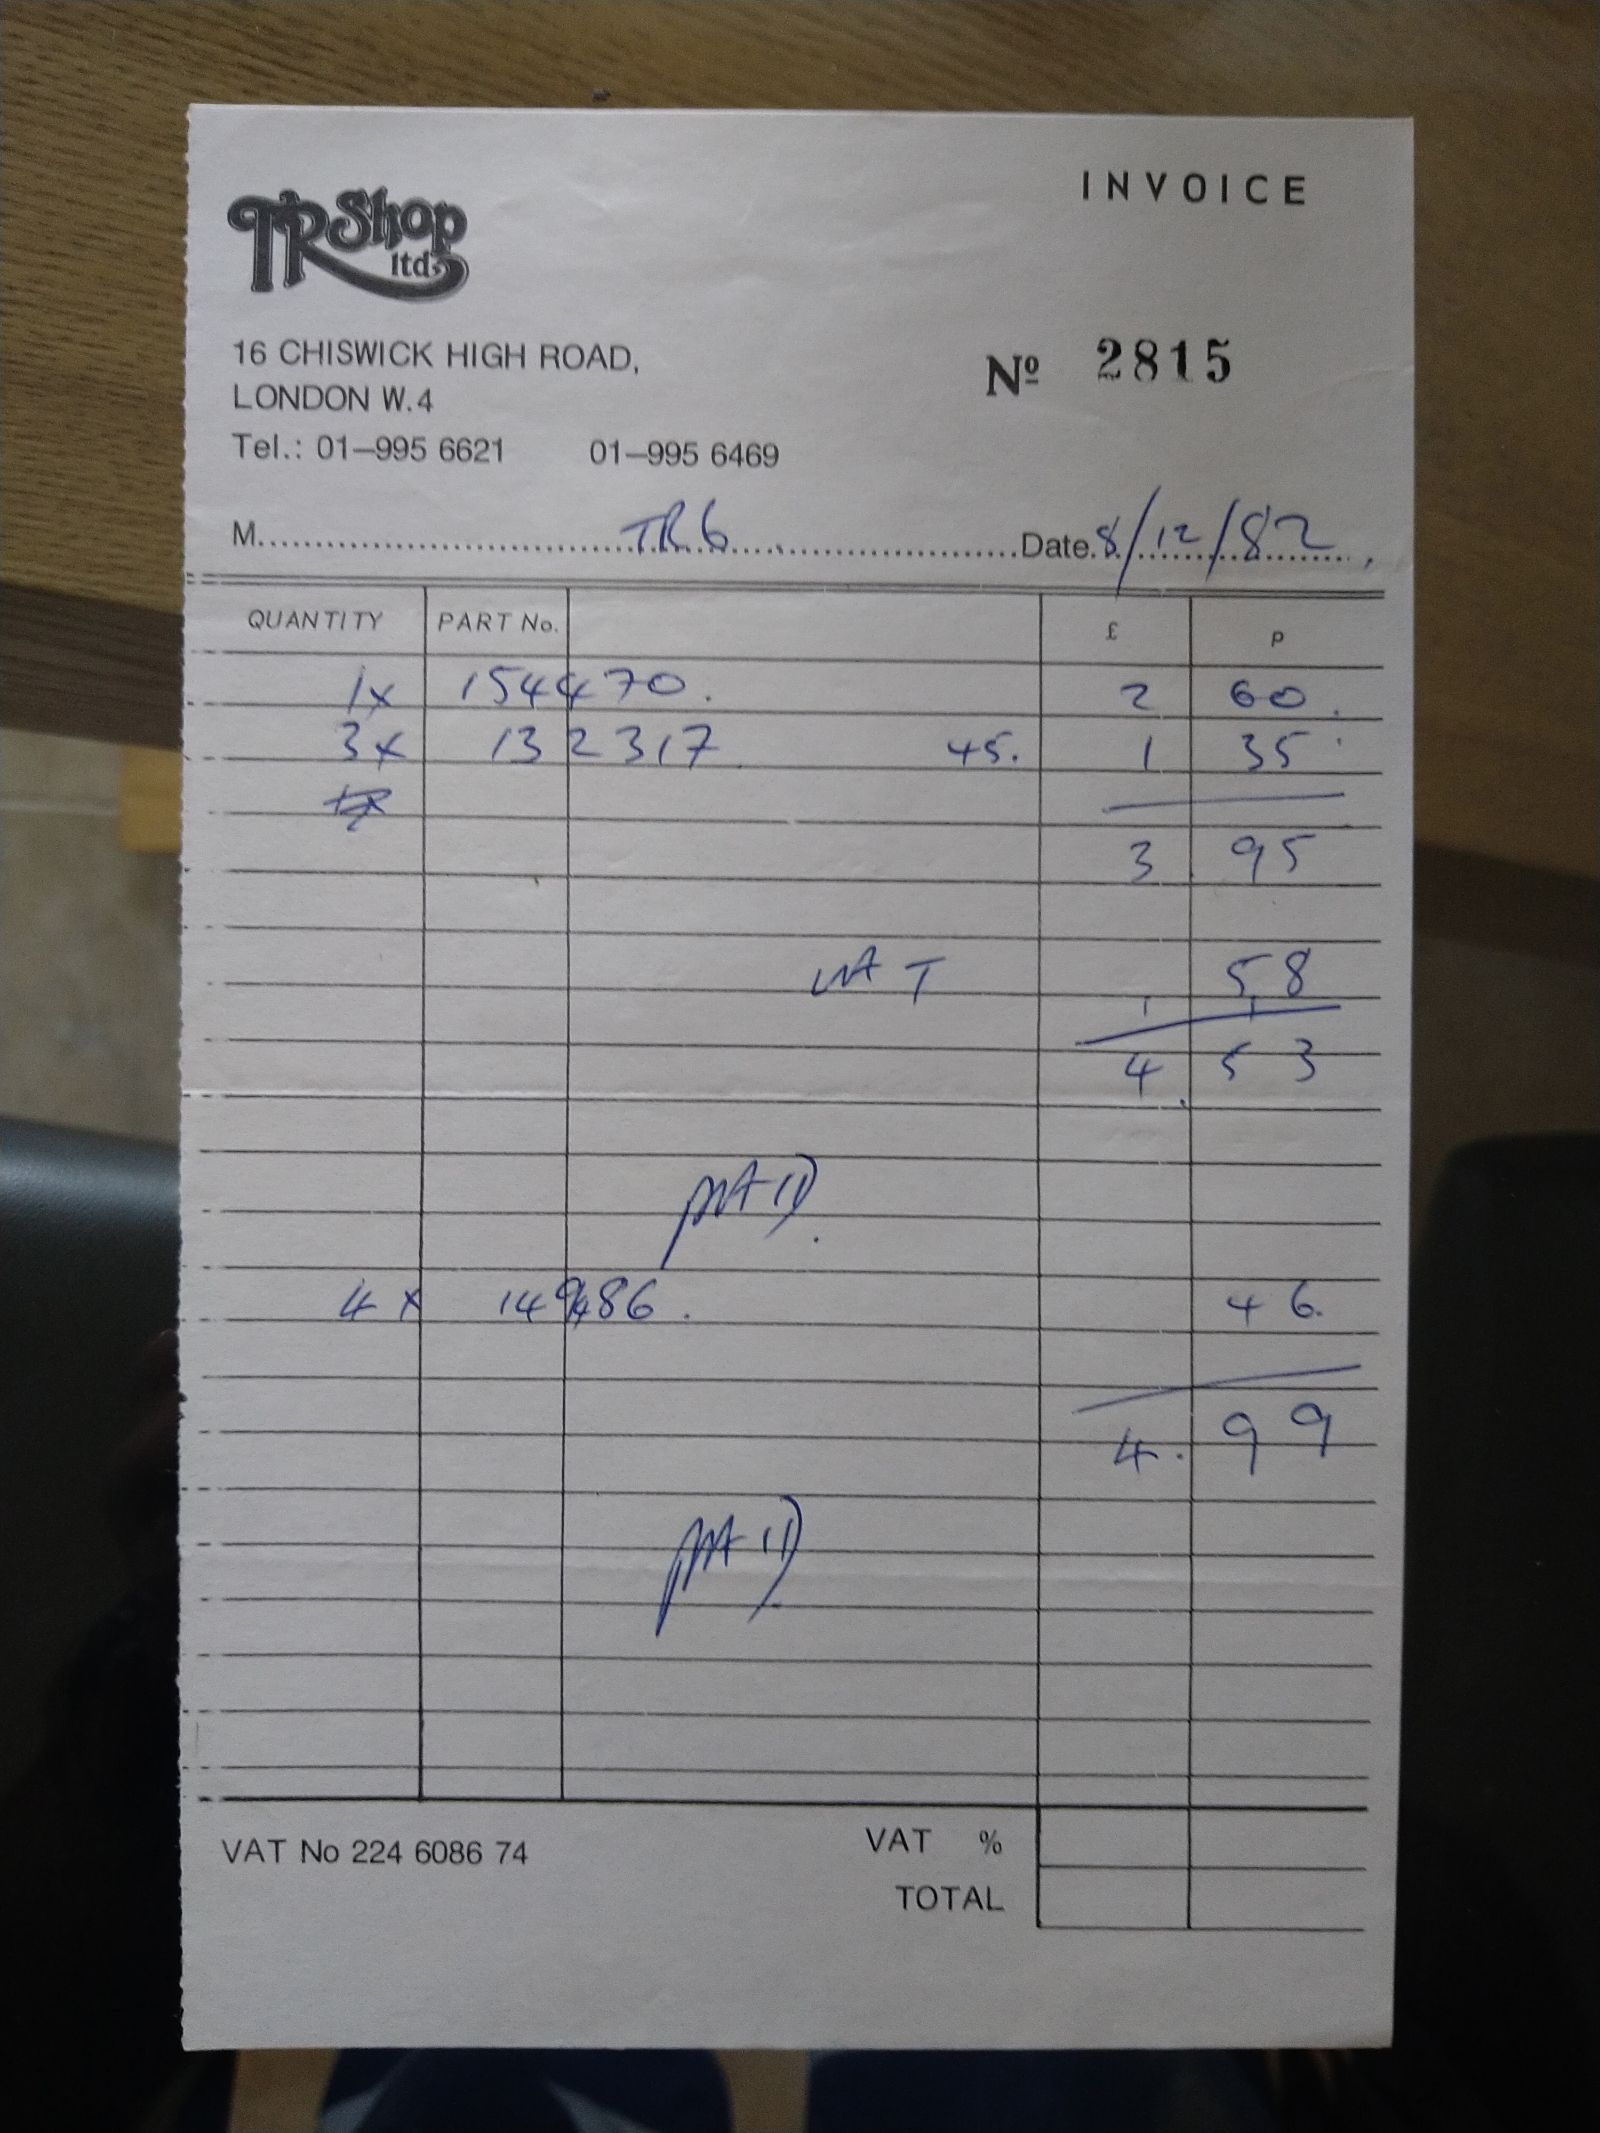 TR Shop ltd.
INVOICE
16 CHISWICK HIGH ROAD,
LONDON W.4
Nº 2815
Tel.: 01–995 6621 01–995 6469
M. TR6 Date. 8/12/82
QUANTITY PART No. £ p
1x 154470. 2 60.
3x 132317 45. 1 35
3 95
VAT 58
4 53
PAID.
4x 149486. 46.
4. 99
PAID
VAT No 224 6086 74 VAT %
TOTAL